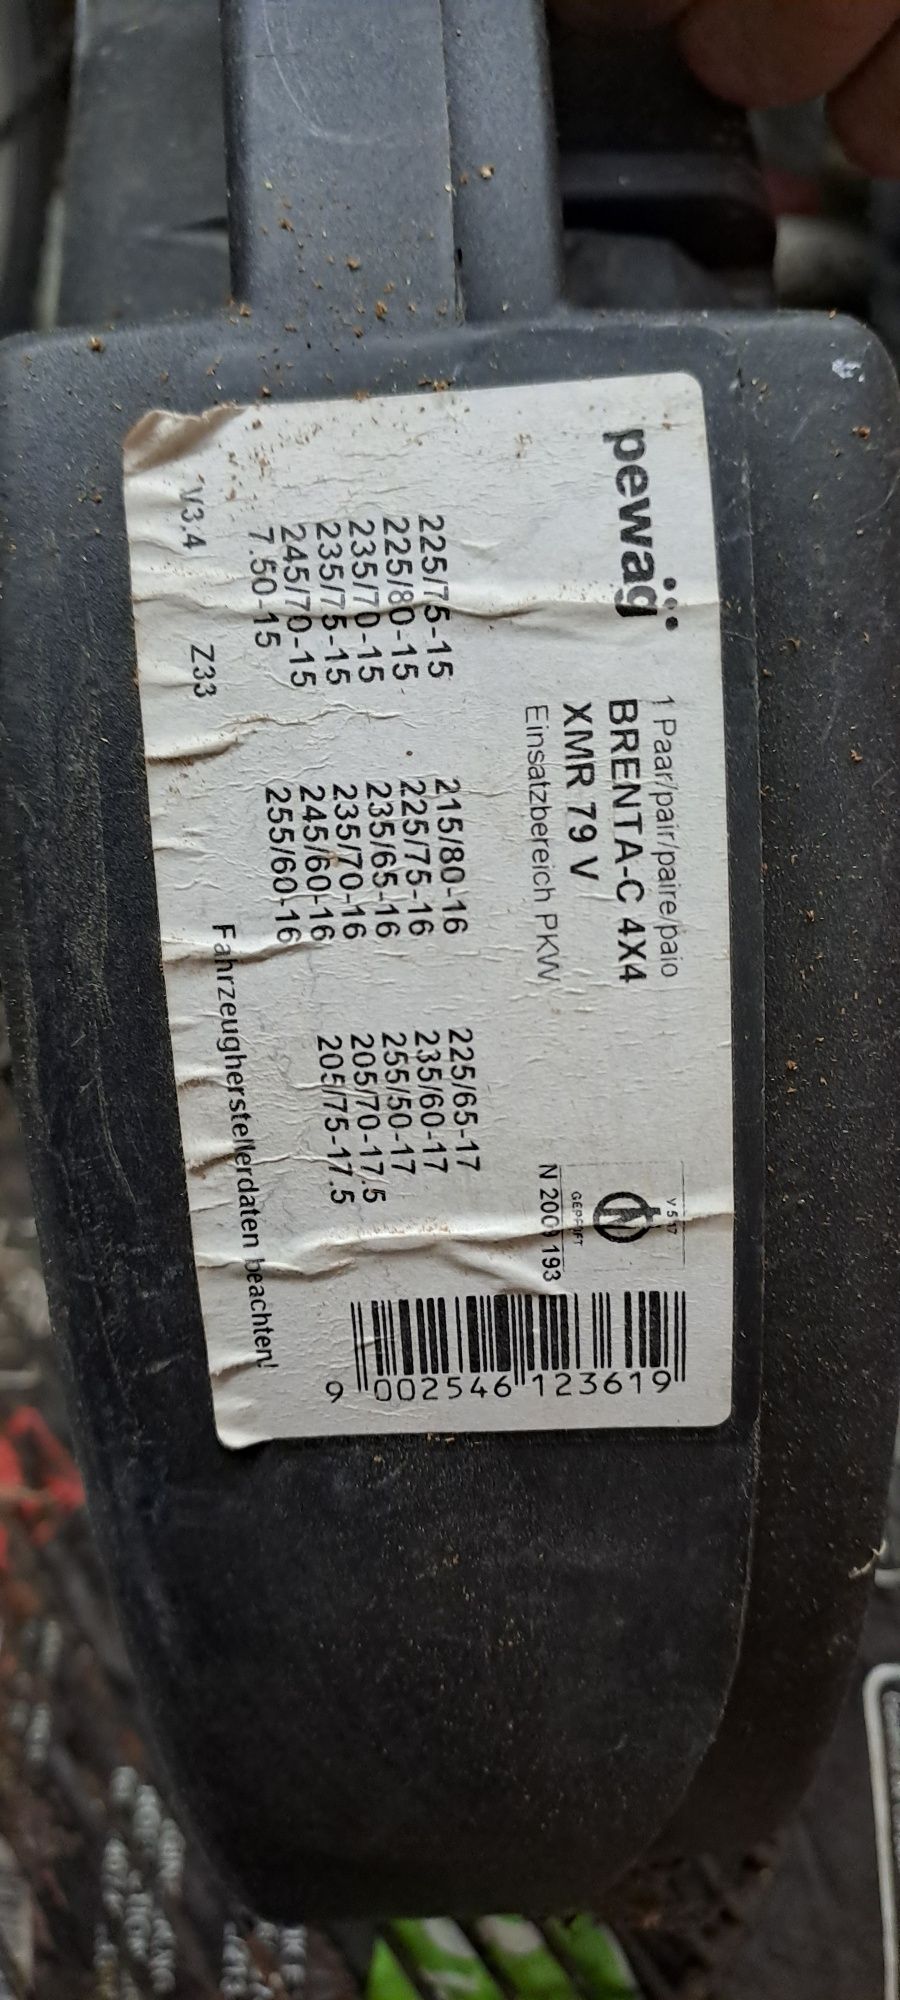 pewag
1 Paar/pair/paire/paio
BRENTA-C 4X4
XMR 79 V
Einsatzbereich PKW
GEPRÜFT
225/75-15
225/80-15
235/70-15
235/75-15
245/70-15
7.50-15
215/80-16
225/75-16
235/65-16
235/70-16
245/60-16
255/60-16
225/65-17
235/60-17
255/50-17
205/70-17.5
205/75-17.5
V3.4 Z33 Fahrzeugherstellerdaten beachten!
9 002546 123619